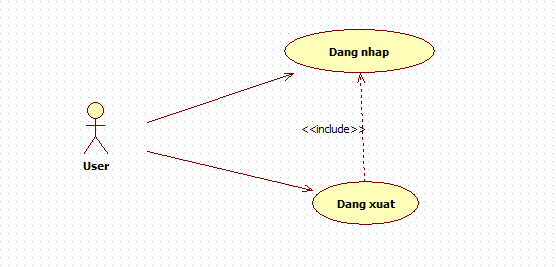 Dang nhap
<<include>>
User
Dang xuat